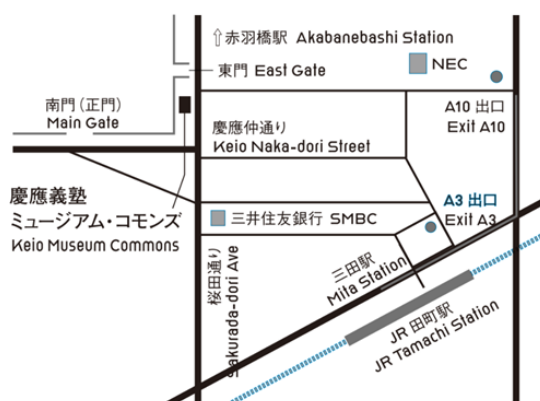 赤羽橋駅 Akabanebashi Station
東門 East Gate
NEC
南門（正門）
Main Gate
A10 出口
Exit A10
慶應仲通り
Keio Naka-dori Street
慶應義塾
ミュージアム・コモンズ
Keio Museum Commons
A3 出口
Exit A3
三井住友銀行 SMBC
桜田通り
Sakurada-dori Ave
三田駅
Mita Station
JR 田町駅
JR Tamachi Station